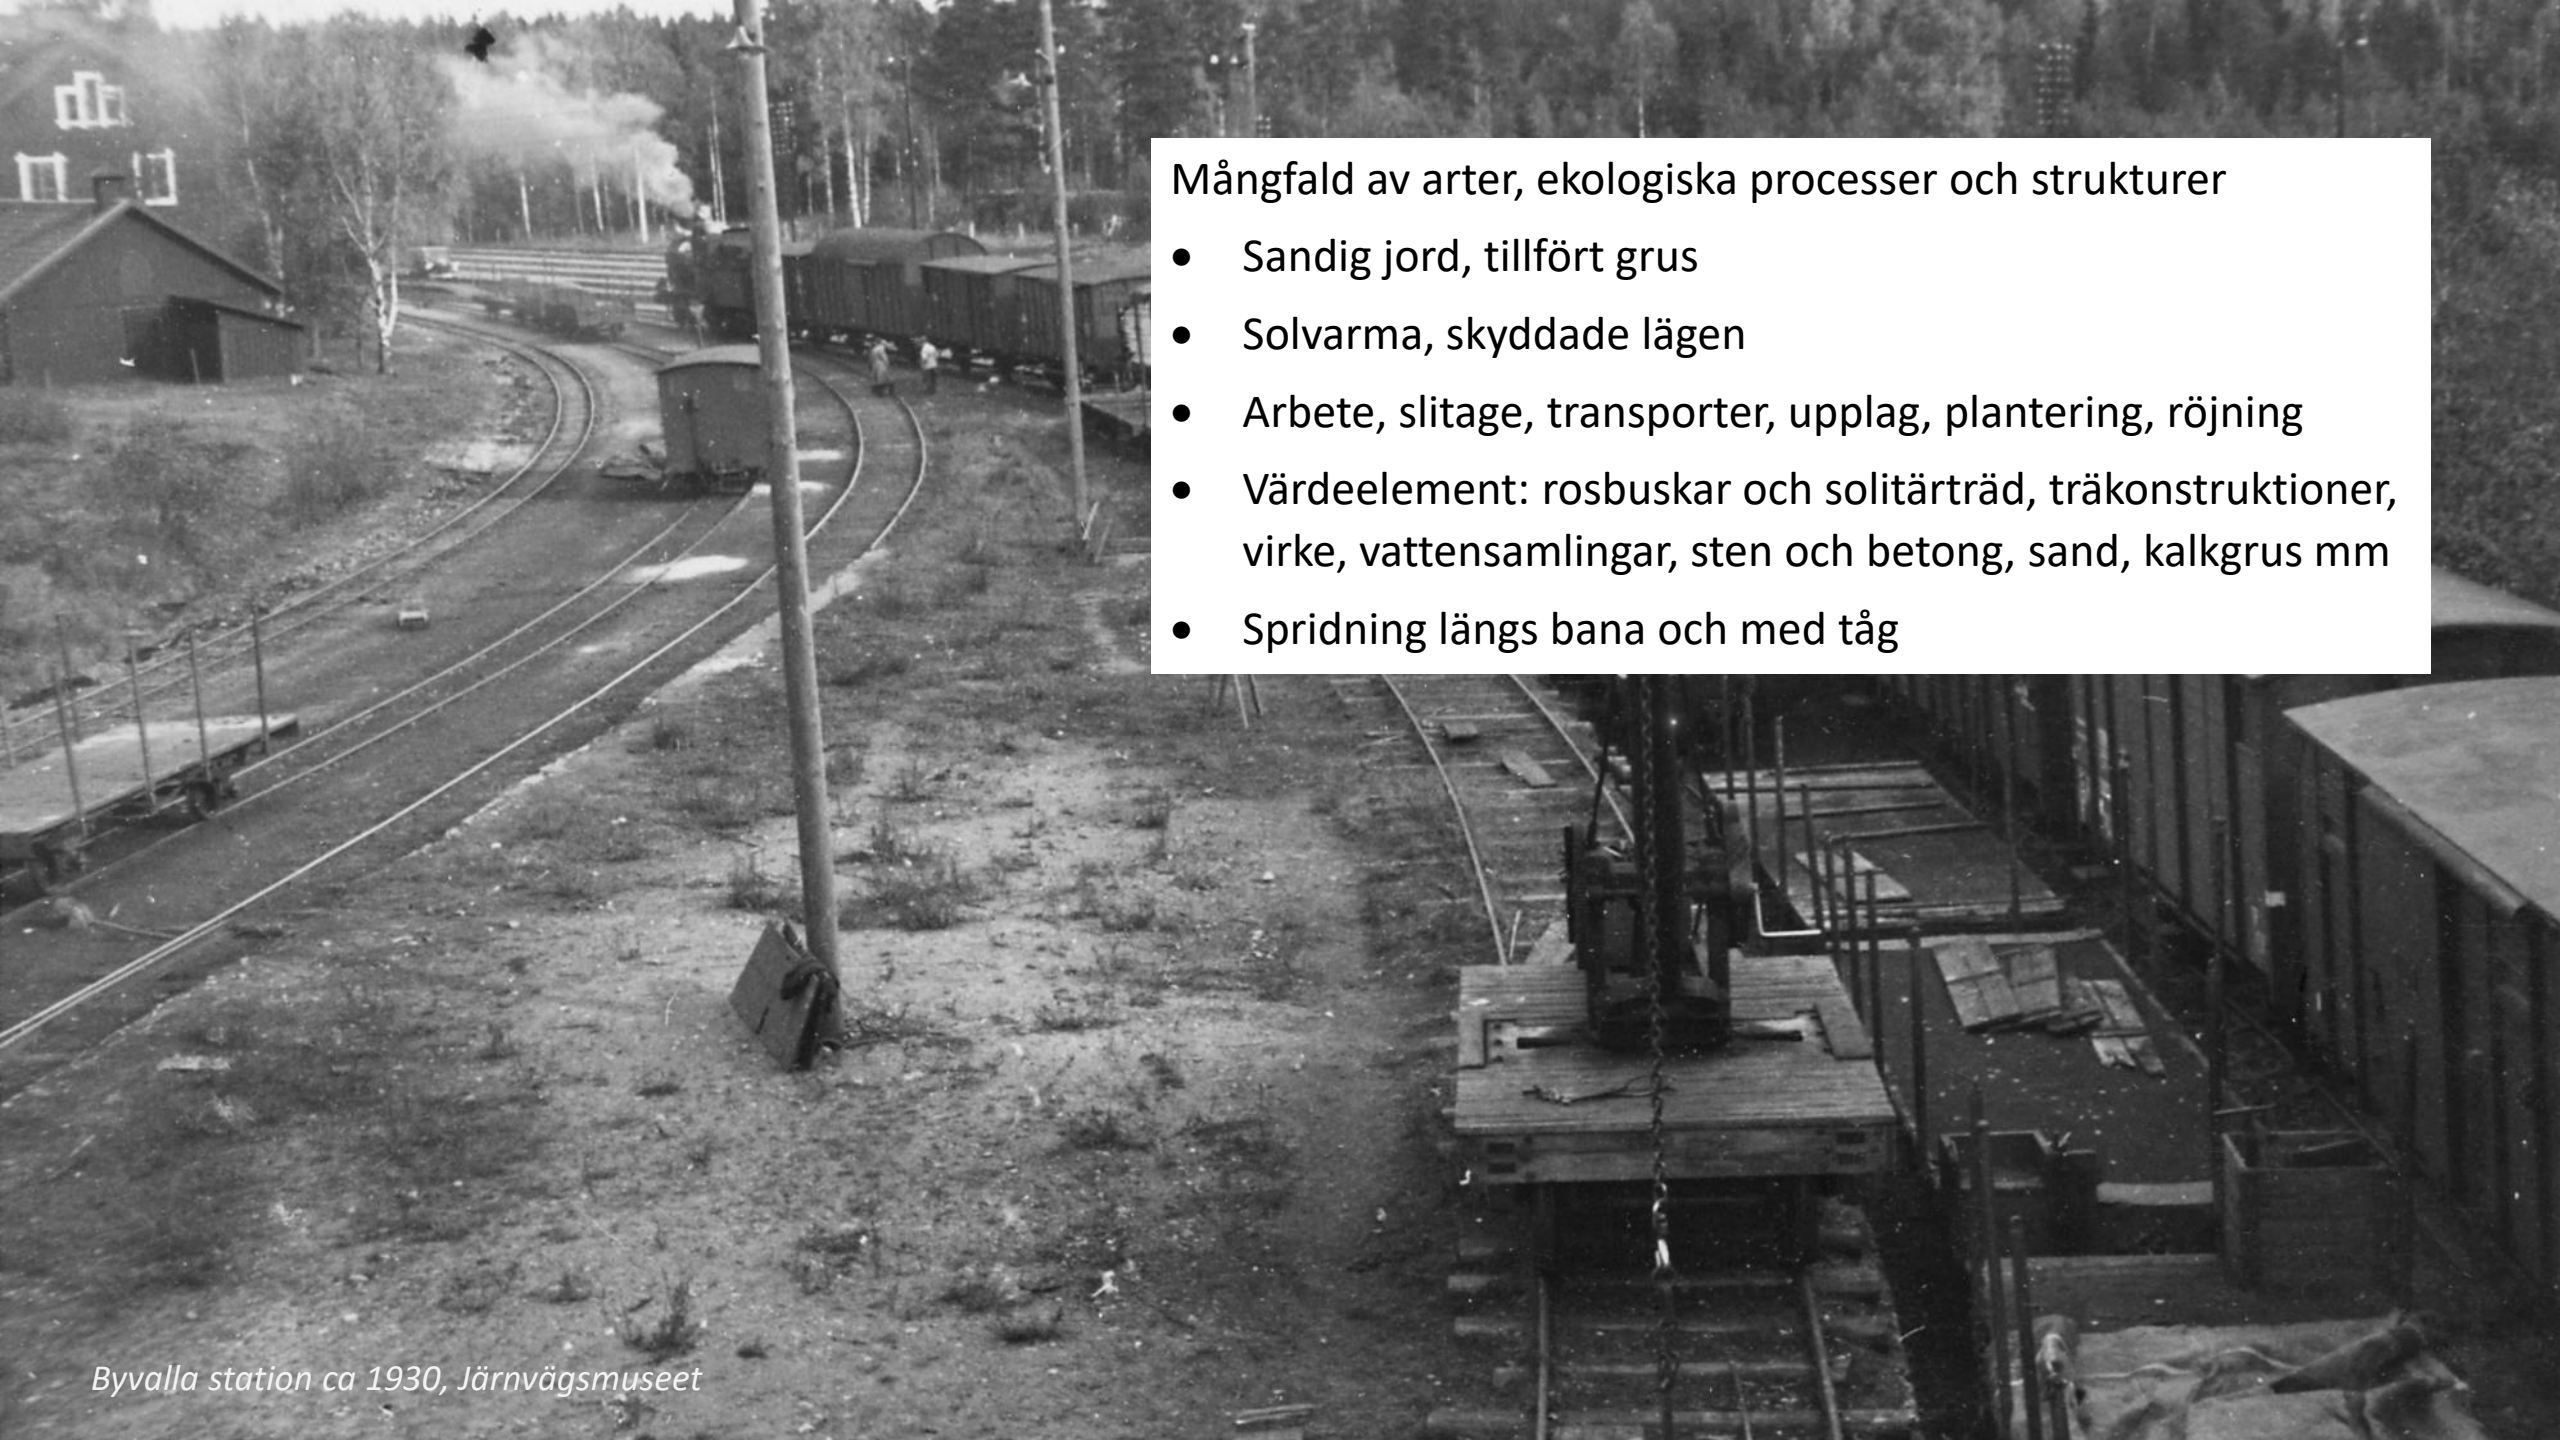 Mångfald av arter, ekologiska processer och strukturer
• Sandig jord, tillfört grus
• Solvarma, skyddade lägen
• Arbete, slitage, transporter, upplag, plantering, röjning
• Värdeelement: rosbuskar och solitärträd, träkonstruktioner,
virke, vattensamlingar, sten och betong, sand, kalkgrus mm
• Spridning längs bana och med tåg
Byvalla station ca 1930, Järnvägsmuseet